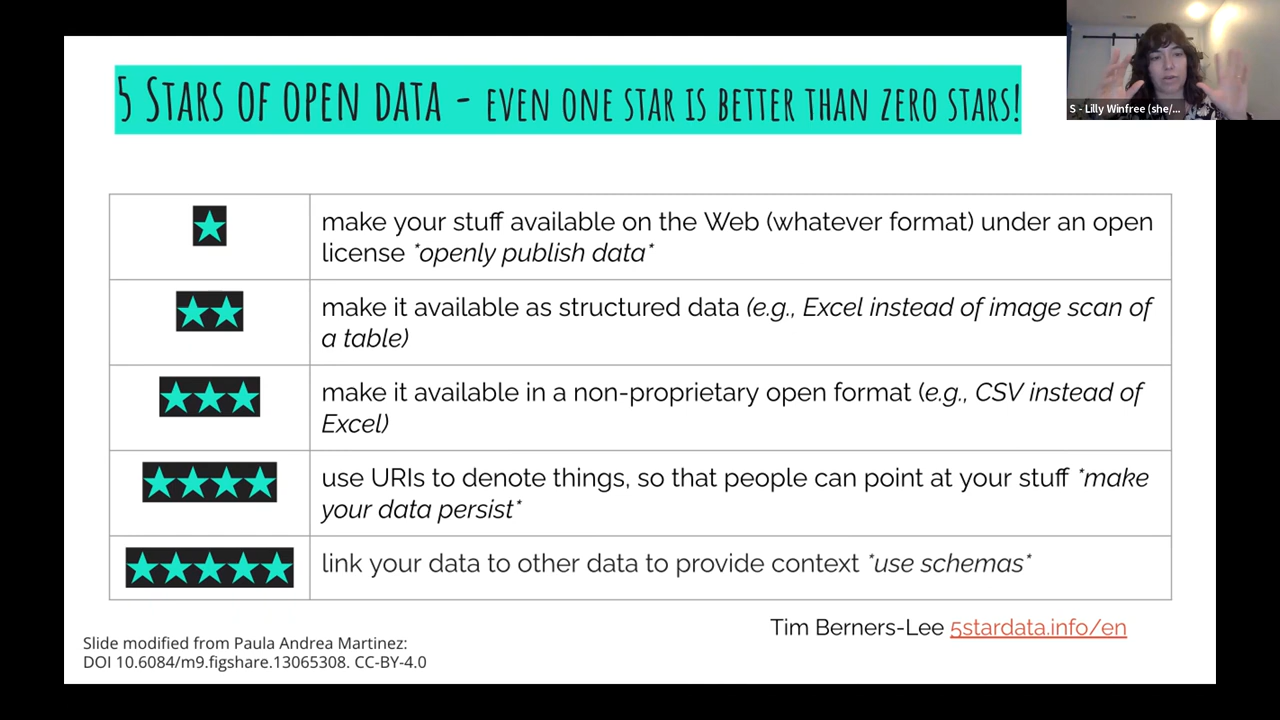 5 Stars of open data - even one star is better than zero stars!
S - Lilly Winfree (she/...
make your stuff available on the Web (whatever format) under an open
license *openly publish data*
make it available as structured data (e.g., Excel instead of image scan of
a table)
make it available in a non-proprietary open format (e.g., CSV instead of
Excel)
use URIs to denote things, so that people can point at your stuff *make
your data persist*
link your data to other data to provide context *use schemas*
Tim Berners-Lee 5stardata.info/en
Slide modified from Paula Andrea Martinez:
DOI 10.6084/m9.figshare.13065308. CC-BY-4.0